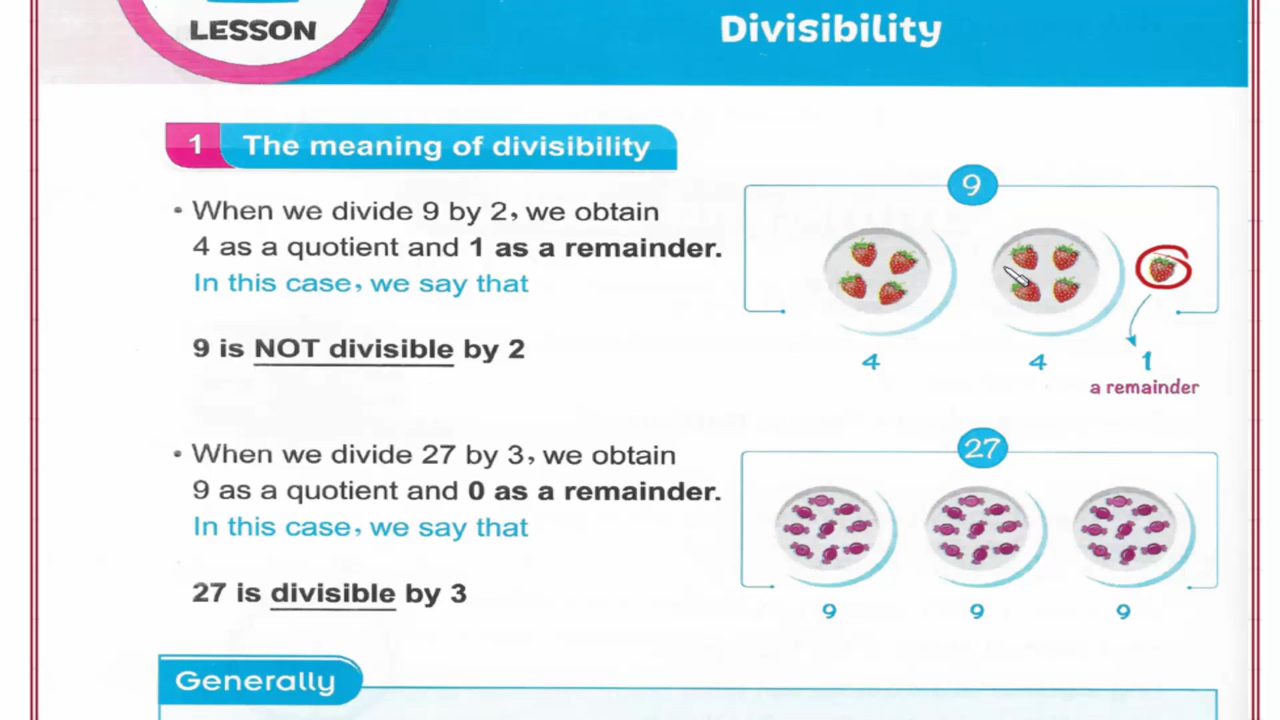 LESSON
Divisibility
1 The meaning of divisibility
• When we divide 9 by 2, we obtain
4 as a quotient and 1 as a remainder.
In this case, we say that
9 is NOT divisible by 2
9
4 4 1
a remainder
• When we divide 27 by 3, we obtain
9 as a quotient and 0 as a remainder.
In this case, we say that
27 is divisible by 3
27
9 9 9
Generally